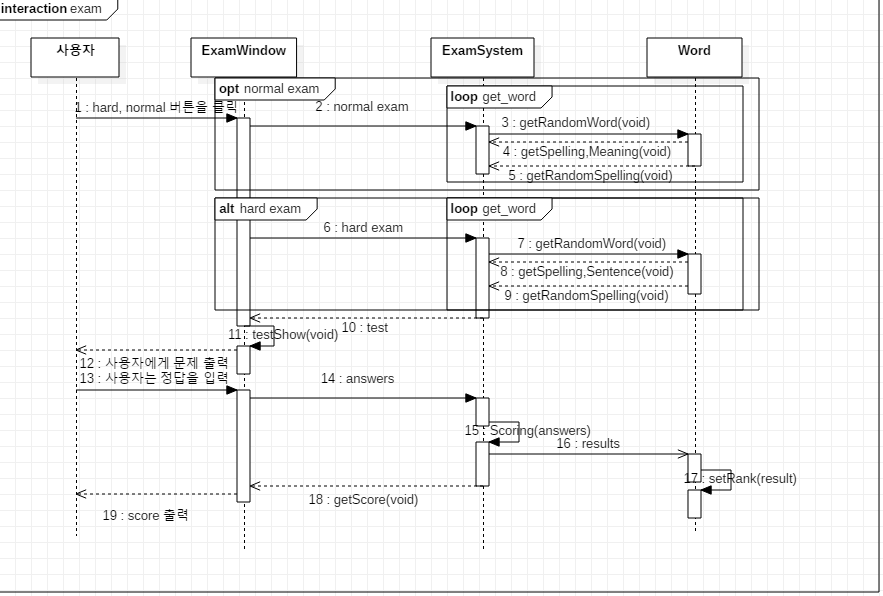 interaction exam
사용자
ExamWindow
ExamSystem
Word
opt normal exam
loop get_word
1 : hard, normal 버튼을 클릭
2 : normal exam
3 : getRandomWord(void)
4 : getSpelling,Meaning(void)
5 : getRandomSpelling(void)
alt hard exam
loop get_word
6 : hard exam
7 : getRandomWord(void)
8 : getSpelling,Sentence(void)
9 : getRandomSpelling(void)
10 : test
11 : testShow(void)
12 : 사용자에게 문제 출력
13 : 사용자는 정답을 입력
14 : answers
15 : Scoring(answers)
16 : results
17 : setRank(result)
18 : getScore(void)
19 : score 출력